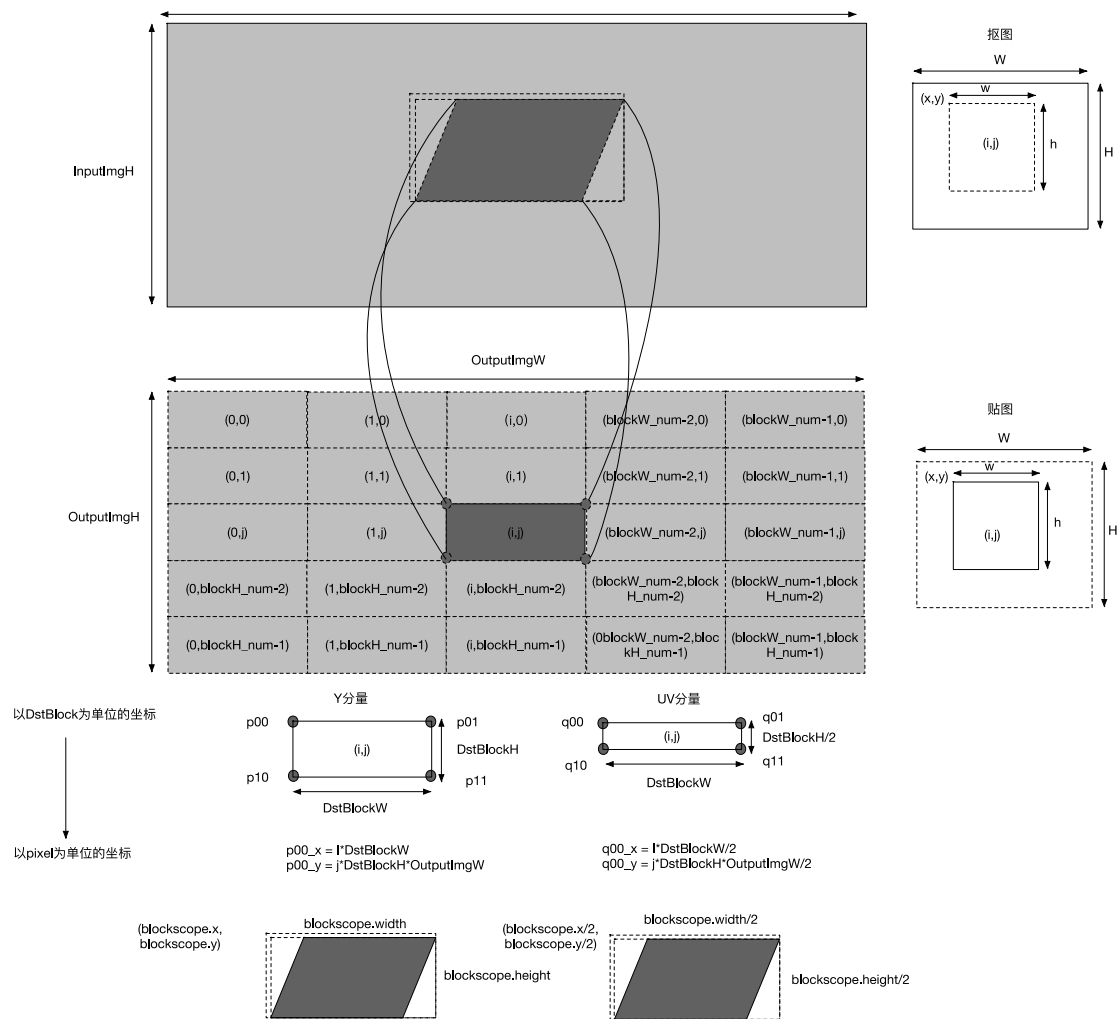 抠图
W
(x,y)
w
(i,j)
h
H
InputImgH
OutputImgW
(0,0)
(1,0)
(i,0)
(blockW_num-2,0)
(blockW_num-1,0)
(0,1)
(1,1)
(i,1)
(blockW_num-2,1)
(blockW_num-1,1)
OutputImgH
(0,j)
(1,j)
(i,j)
(blockW_num-2,j)
(blockW_num-1,j)
(0,blockH_num-2)
(1,blockH_num-2)
(i,blockH_num-2)
(blockW_num-2,block
H_num-2)
(blockW_num-1,block
H_num-2)
(0,blockH_num-1)
(1,blockH_num-1)
(i,blockH_num-1)
(0blockW_num-2,bloc
kH_num-1)
(blockW_num-1,block
H_num-1)
贴图
W
(x,y)
w
(i,j)
h
H
以DstBlock为单位的坐标
以pixel为单位的坐标
Y分量
p00
p01
(i,j)
DstBlockH
p10
p11
DstBlockW
UV分量
q00
q01
(i,j)
DstBlockH/2
q10
q11
DstBlockW
p00_x = I*DstBlockW
p00_y = j*DstBlockH*OutputImgW
q00_x = I*DstBlockW/2
q00_y = j*DstBlockH*OutputImgW/2
(blockscope.x,
blockscope.y)
blockscope.width
blockscope.height
(blockscope.x/2,
blockscope.y/2)
blockscope.width/2
blockscope.height/2